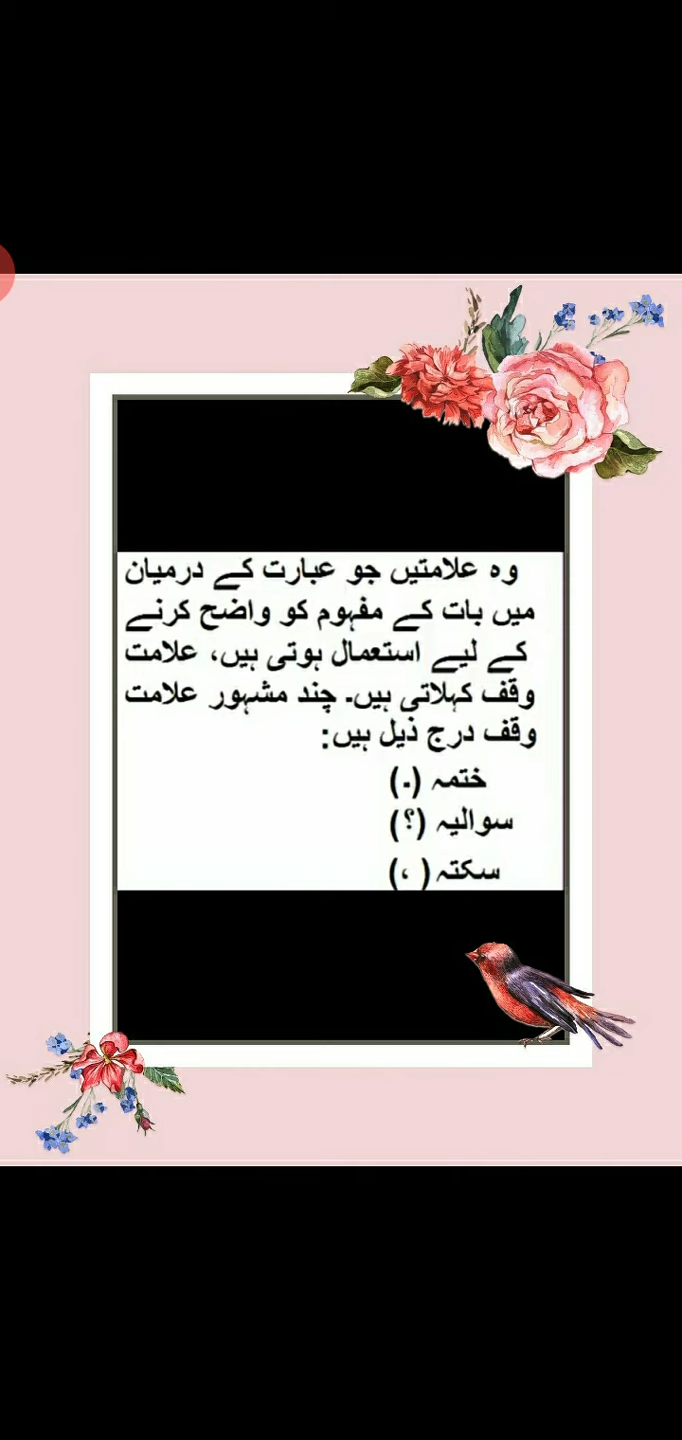 وہ علامتیں جو عبارت کے درمیان
میں بات کے مفہوم کو واضح کرنے
کے لیے استعمال ہوتی ہیں، علامت
وقف کہلاتی ہیں۔ چند مشہور علامت
وقف درج ذیل ہیں:
ختمہ (۔)
سوالیہ (؟)
سکتہ ( ،)